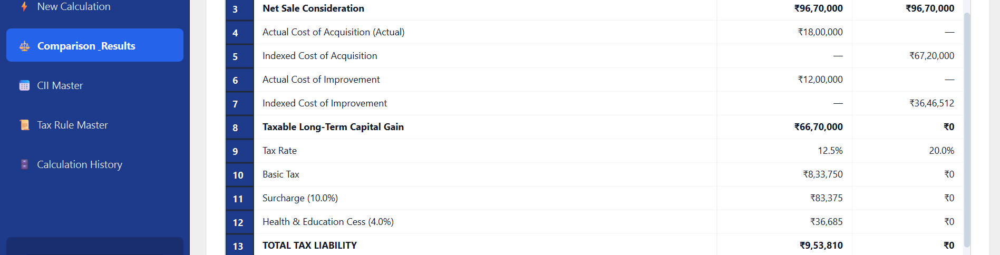 New Calculation
Comparison _Results
CII Master
Tax Rule Master
Calculation History
3 Net Sale Consideration ₹96,70,000 ₹96,70,000
4 Actual Cost of Acquisition (Actual) ₹18,00,000 —
5 Indexed Cost of Acquisition — ₹67,20,000
6 Actual Cost of Improvement ₹12,00,000 —
7 Indexed Cost of Improvement — ₹36,46,512
8 Taxable Long-Term Capital Gain ₹66,70,000 ₹0
9 Tax Rate 12.5% 20.0%
10 Basic Tax ₹8,33,750 ₹0
11 Surcharge (10.0%) ₹83,375 ₹0
12 Health & Education Cess (4.0%) ₹36,685 ₹0
13 TOTAL TAX LIABILITY ₹9,53,810 ₹0